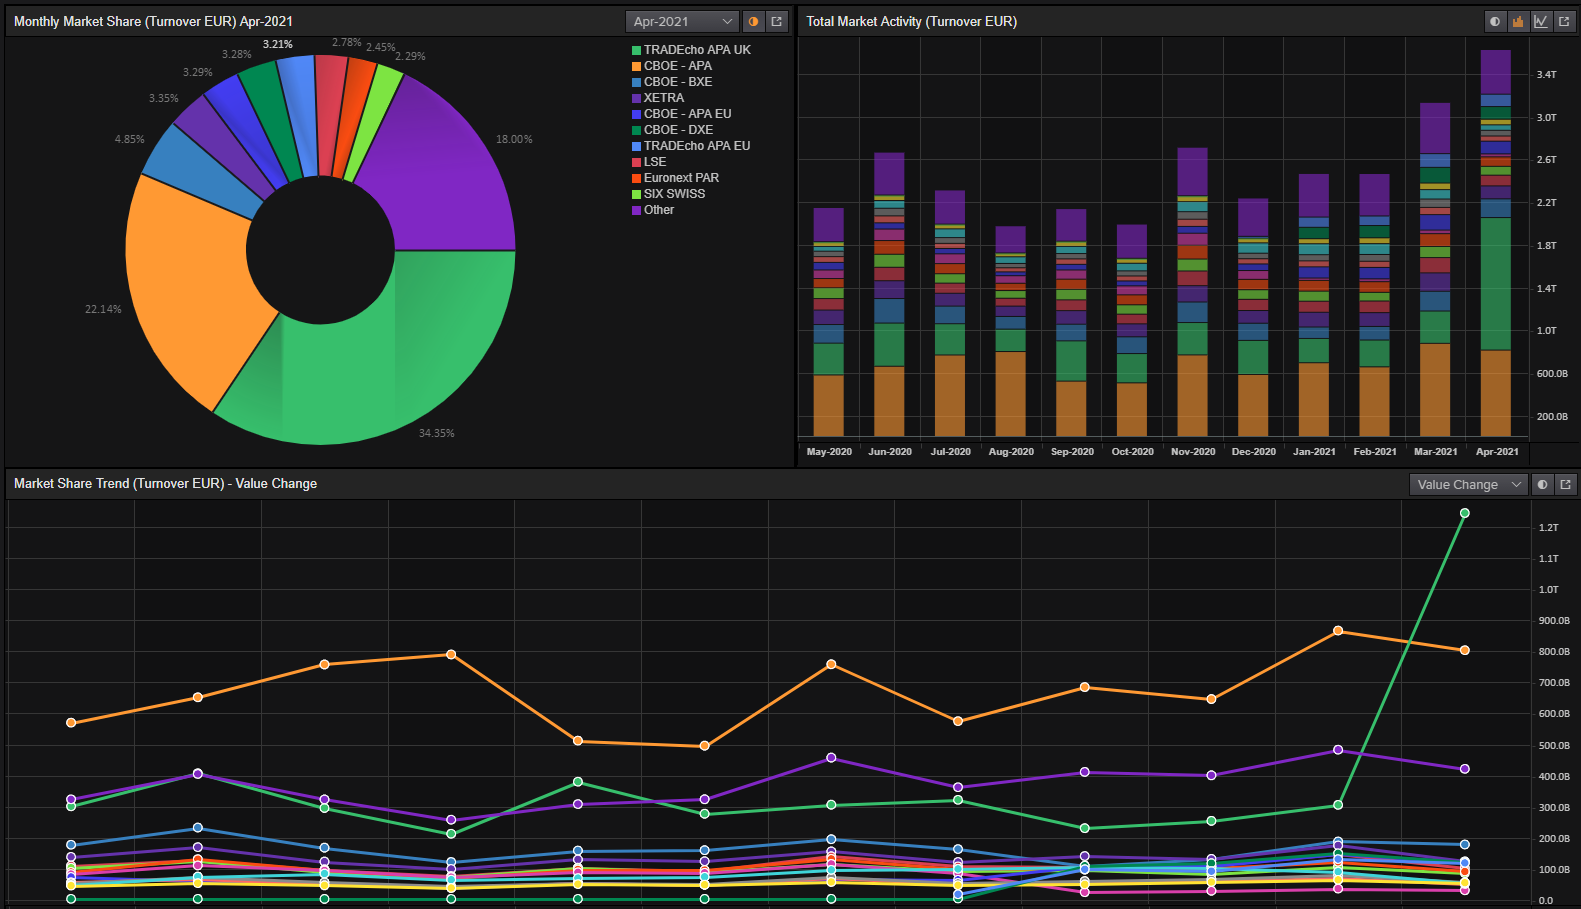 Monthly Market Share (Turnover EUR) Apr-2021
Apr-2021
3.28%
3.21%
2.78%
2.45%
2.29%
3.29%
3.35%
4.85%
18.00%
22.14%
34.35%
TRADEcho APA UK
CBOE - APA
CBOE - BXE
XETRA
CBOE - APA EU
CBOE - DXE
TRADEcho APA EU
LSE
Euronext PAR
SIX SWISS
Other
Total Market Activity (Turnover EUR)
3.4T
3.0T
2.6T
2.2T
1.8T
1.4T
1.0T
600.0B
200.0B
May-2020 Jun-2020 Jul-2020 Aug-2020 Sep-2020 Oct-2020 Nov-2020 Dec-2020 Jan-2021 Feb-2021 Mar-2021 Apr-2021
Market Share Trend (Turnover EUR) - Value Change
Value Change
1.2T
1.1T
1.0T
900.0B
800.0B
700.0B
600.0B
500.0B
400.0B
300.0B
200.0B
100.0B
0.0